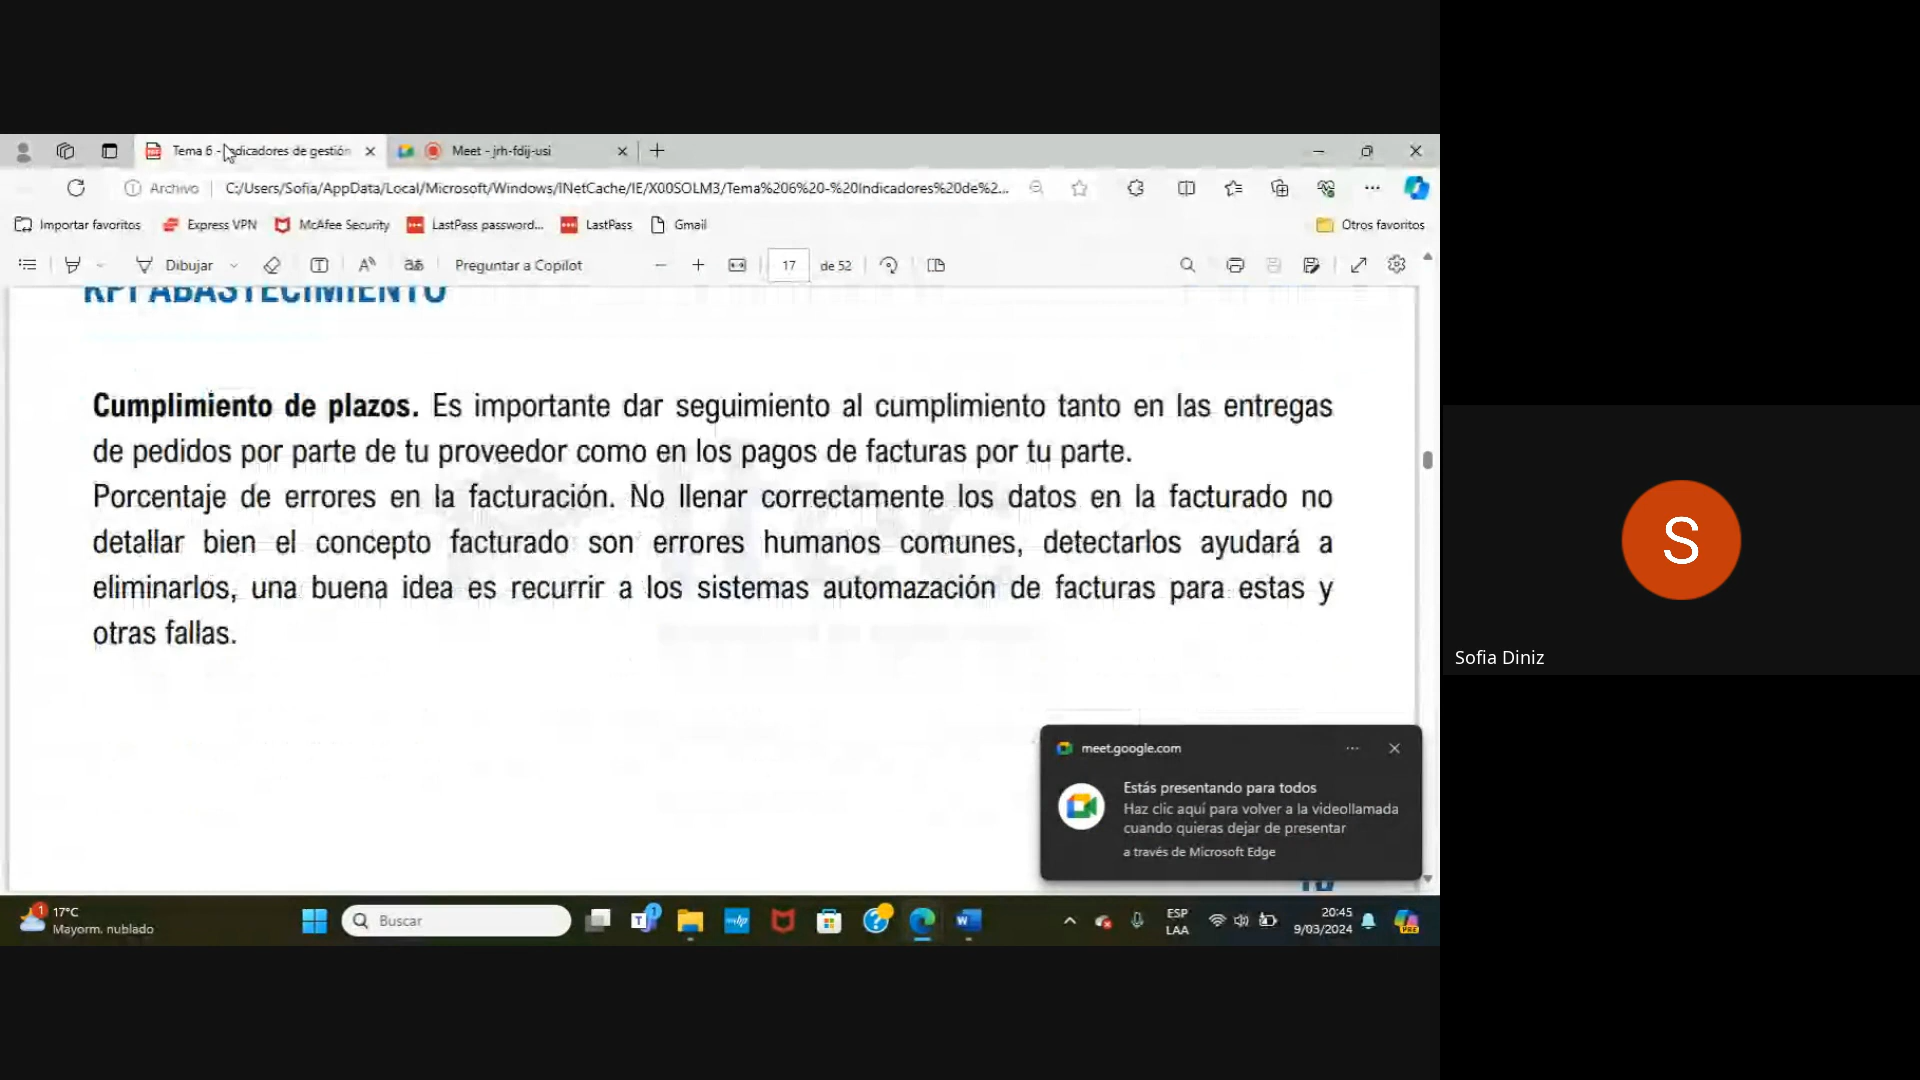 Tema 6 - Indicadores de gestión
Meet - jrh-fdij-usi
Archivo
C:/Users/Sofia/AppData/Local/Microsoft/Windows/INetCache/IE/X00SOLM3/Tema%206%20-%20Indicadores%20de%2...
Importar favoritos
Express VPN
McAfee Security
LastPass password...
LastPass
Gmail
Otros favoritos
Dibujar
Preguntar a Copilot
17
de 52
KPI ABASTECIMIENTO
Cumplimiento de plazos. Es importante dar seguimiento al cumplimiento tanto en las entregas
de pedidos por parte de tu proveedor como en los pagos de facturas por tu parte.
Porcentaje de errores en la facturación. No llenar correctamente los datos en la facturado no
detallar bien el concepto facturado son errores humanos comunes, detectarlos ayudará a
eliminarlos, una buena idea es recurrir a los sistemas automazación de facturas para estas y
otras fallas.
meet.google.com
Estás presentando para todos
Haz clic aquí para volver a la videollamada
cuando quieras dejar de presentar
a través de Microsoft Edge
S
Sofia Diniz
1
17°C
Mayorm. nublado
Buscar
1
ESP
LAA
20:45
9/03/2024